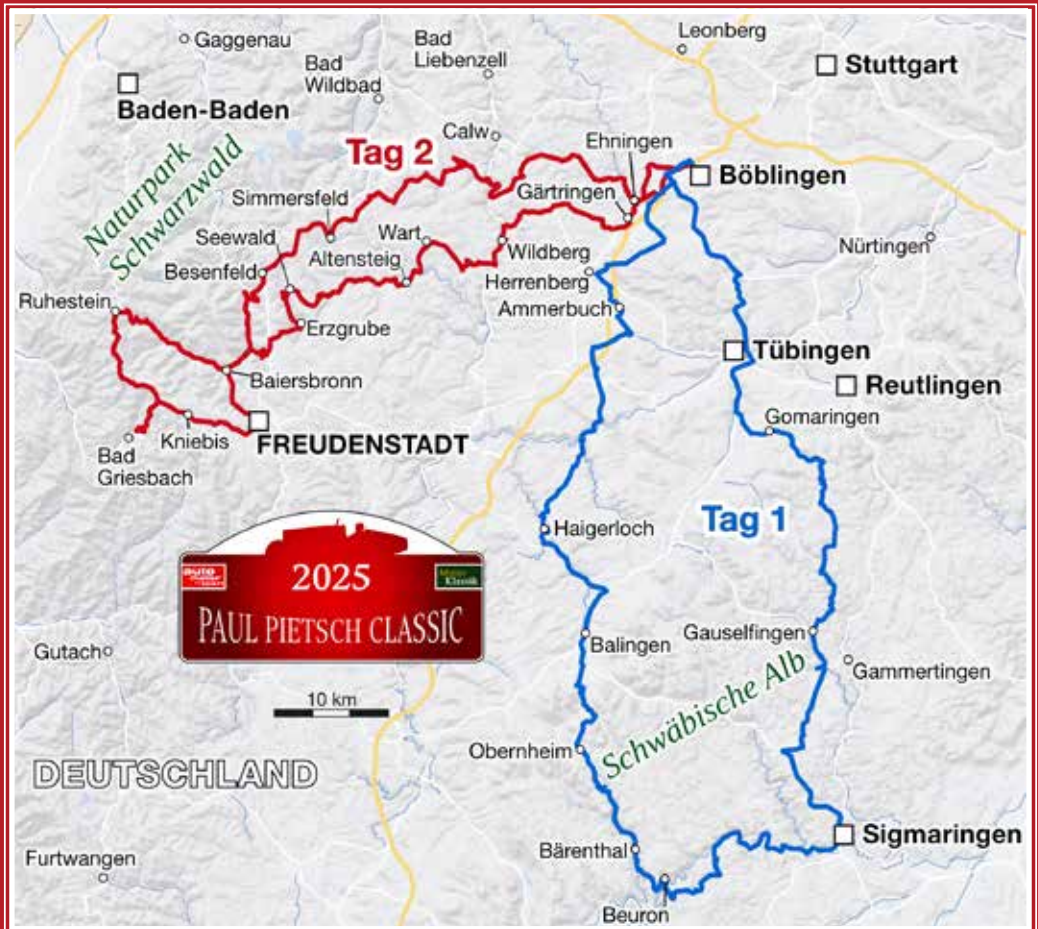 Gaggenau
Bad
Liebenzell
Leonberg
Stuttgart
Baden-Baden
Bad
Wildbad
Calw
Ehningen
Tag 2
Naturpark
Schwarzwald
Simmersfeld
Gärtringen
Böblingen
Seewald
Wart
Wildberg
Nürtingen
Besenfeld
Altensteig
Herrenberg
Ruhestein
Ammerbuch
Erzgrube
Tübingen
Baiersbronn
Reutlingen
Kniebis
FREUDENSTADT
Gomaringen
Bad
Griesbach
Tag 1
Haigerloch
2025
PAUL PIETSCH CLASSIC
auto
Klassik
Gutach
Balingen
Gauselfingen
Gammertingen
10 km
Schwäbische Alb
Obernheim
DEUTSCHLAND
Sigmaringen
Bärenthal
Furtwangen
Beuron